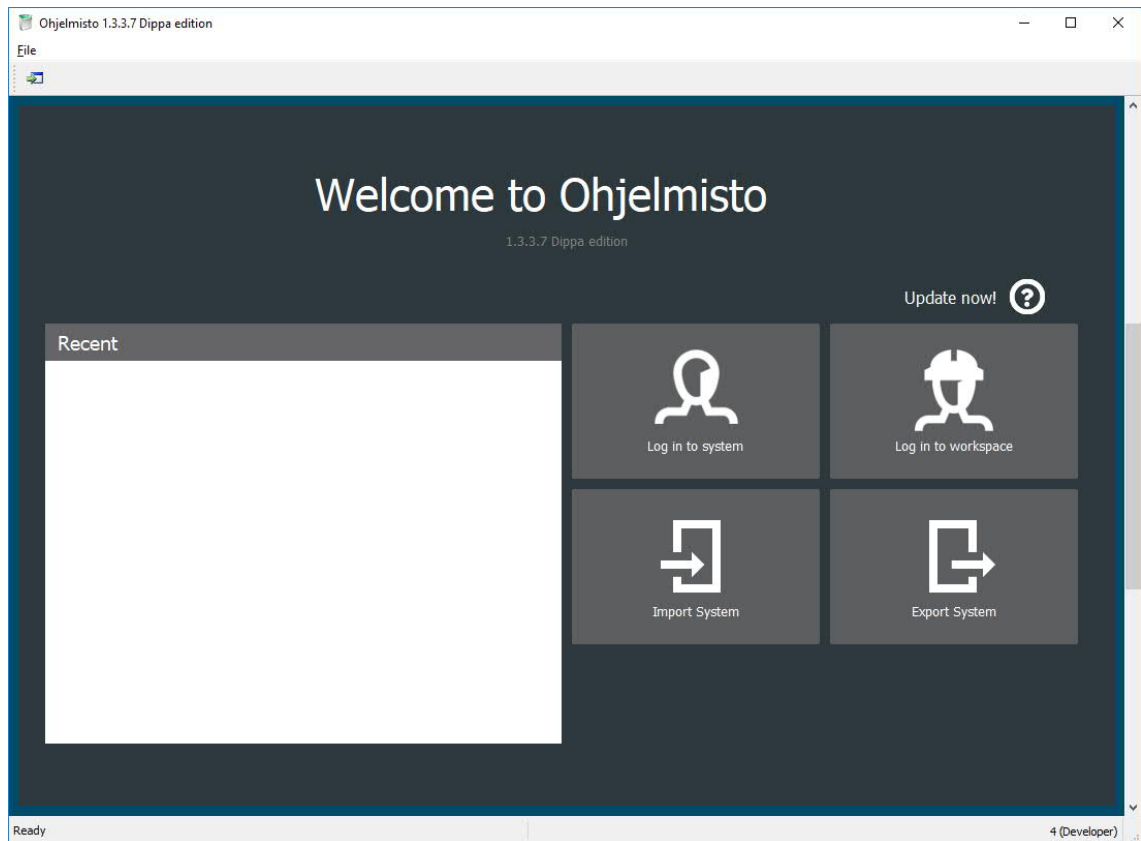 Ohjelmisto 1.3.3.7 Dippa edition
File
Welcome to Ohjelmisto
1.3.3.7 Dippa edition
Update now!
Recent
Log in to system
Log in to workspace
Import System
Export System
Ready
4 (Developer)